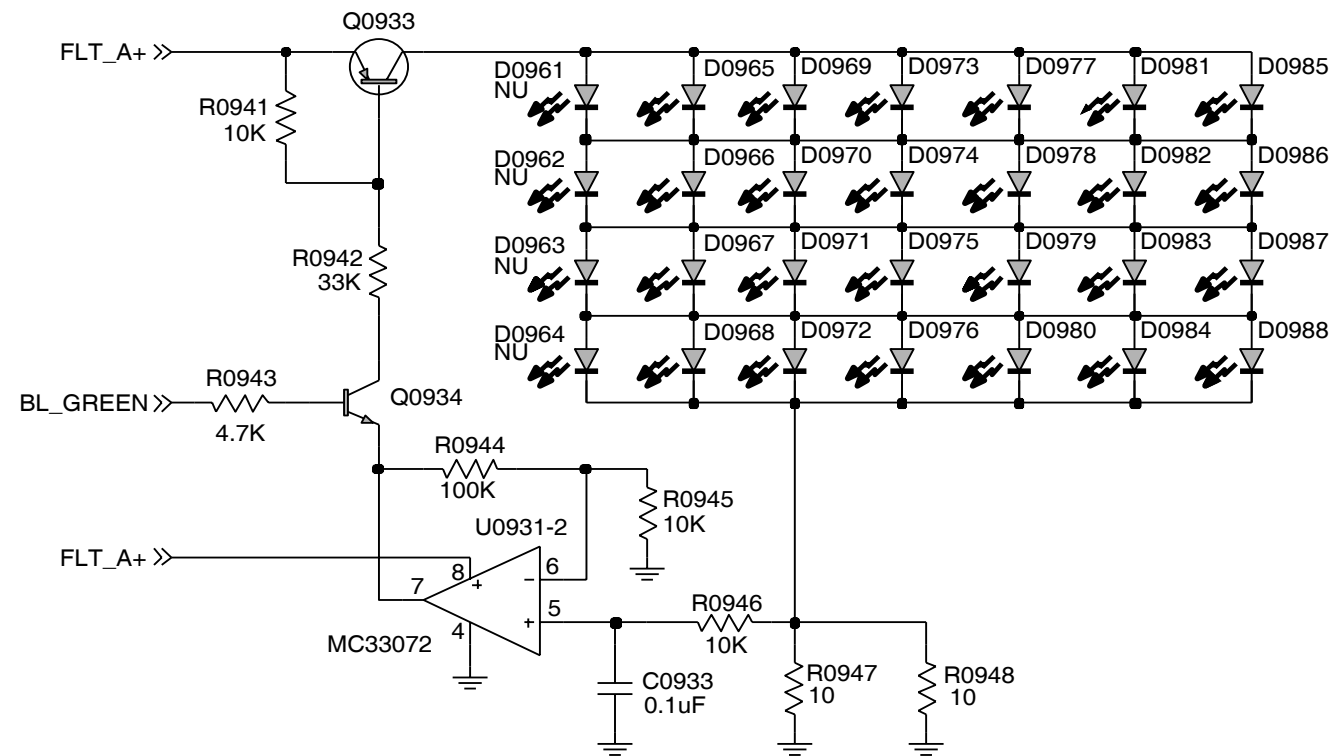 Q0933
FLT_A+
D0961
NU
D0965
D0969
D0973
D0977
D0981
D0985
R0941
10K
D0962
NU
D0966
D0970
D0974
D0978
D0982
D0986
R0942
33K
D0963
NU
D0967
D0971
D0975
D0979
D0983
D0987
D0964
NU
D0968
D0972
D0976
D0980
D0984
D0988
BL_GREEN
R0943
4.7K
Q0934
R0944
100K
R0945
10K
U0931-2
FLT_A+
8
+
6
−
7
5
+
4
MC33072
R0946
10K
C0933
0.1uF
R0947
10
R0948
10